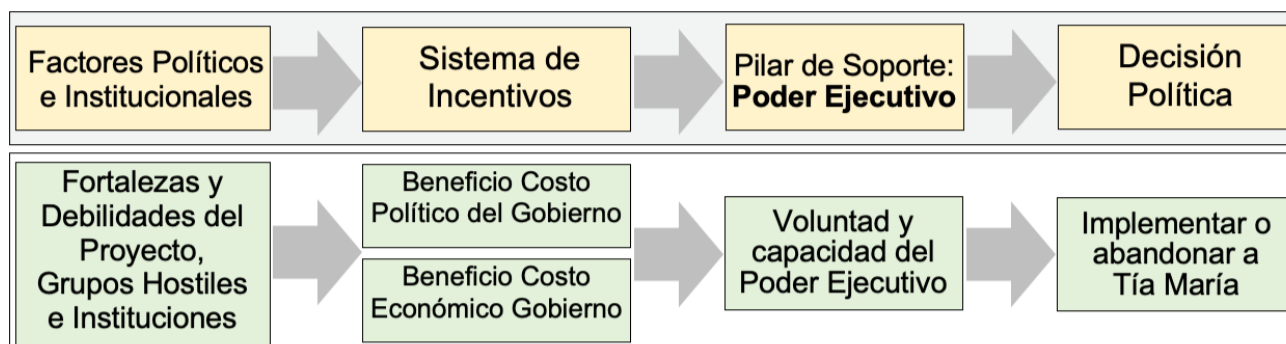 Factores Políticos
e Institucionales
Sistema de
Incentivos
Pilar de Soporte:
Poder Ejecutivo
Decisión
Política
Fortalezas y
Debilidades del
Proyecto,
Grupos Hostiles
e Instituciones
Beneficio Costo
Político del Gobierno
Beneficio Costo
Económico Gobierno
Voluntad y
capacidad del
Poder Ejecutivo
Implementar o
abandonar a
Tía María